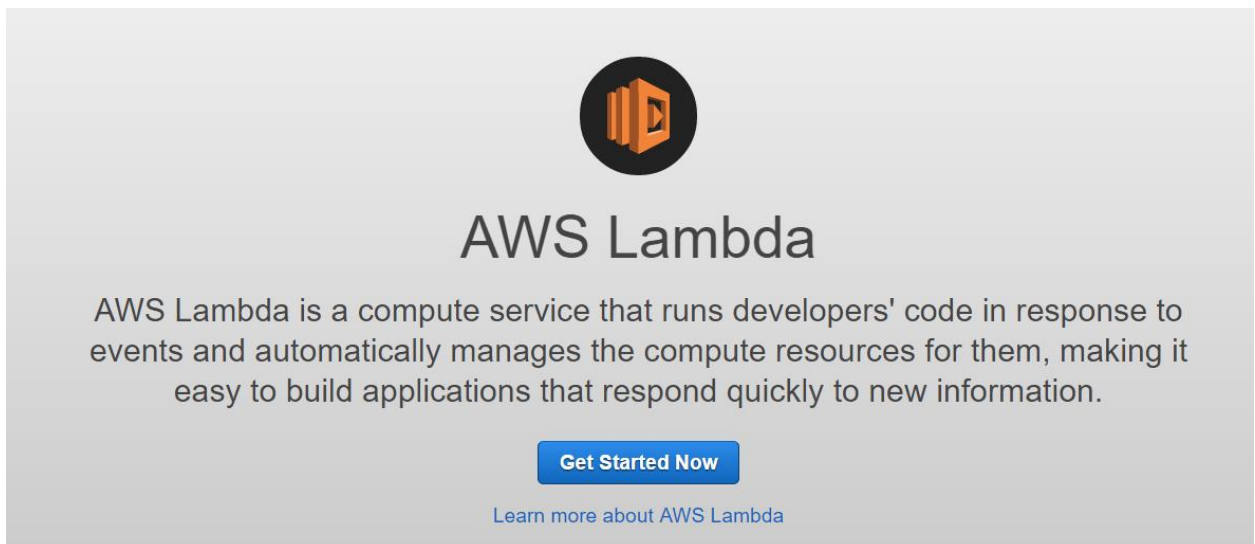 AWS Lambda
AWS Lambda is a compute service that runs developers' code in response to
events and automatically manages the compute resources for them, making it
easy to build applications that respond quickly to new information.
Get Started Now
Learn more about AWS Lambda